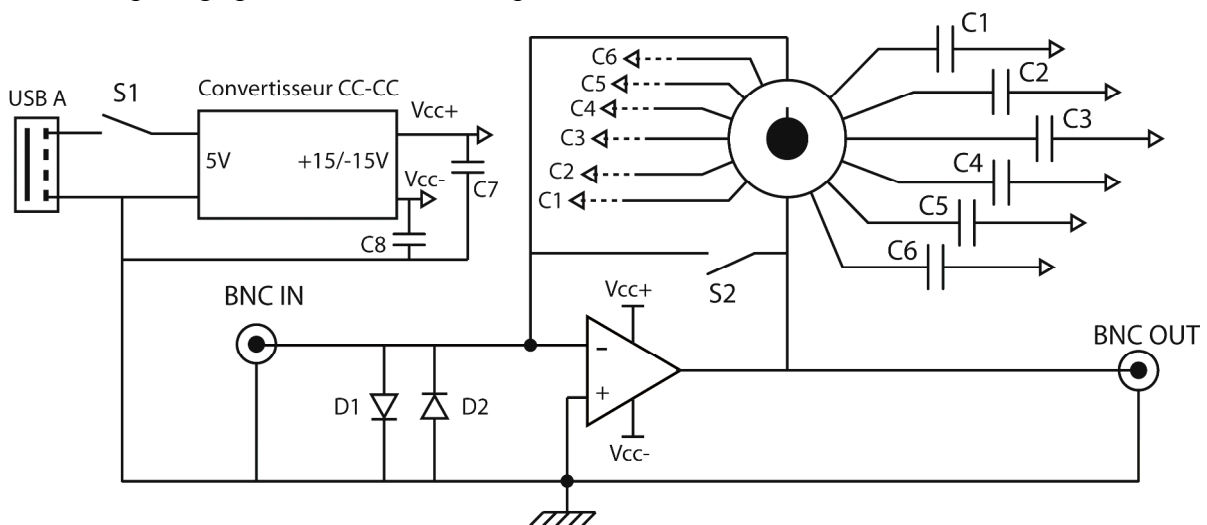 USB A
S1
Convertisseur CC-CC
5V
+15/-15V
Vcc+
Vcc-
C7
C8
C6
C5
C4
C3
C2
C1
C1
C2
C3
C4
C5
C6
S2
BNC IN
D1
D2
Vcc+
−
+
Vcc-
BNC OUT